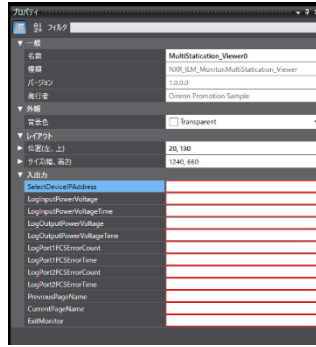 プロパティ
フィルタ
一般
名前 MultiStatication_Viewer0
種類 NXR_ILM_Monitor.MultiStatication_Viewer
バージョン 1.0.0.0
発行者 Omron Promotion Sample
外観
背景色 Transparent
レイアウト
位置(左、上) 20, 130
サイズ(幅、高さ) 1240, 660
入出力
SelectDeviceIPAddress
LogInputPowerVoltage
LogInputPowerVoltageTime
LogOutputPowerVoltage
LogOutputPowerVoltageTime
LogPort1FCSErrorCount
LogPort1FCSErrorTime
LogPort2FCSErrorCount
LogPort2FCSErrorTime
PreviousPageName
CurrentPageName
ExitMonitor